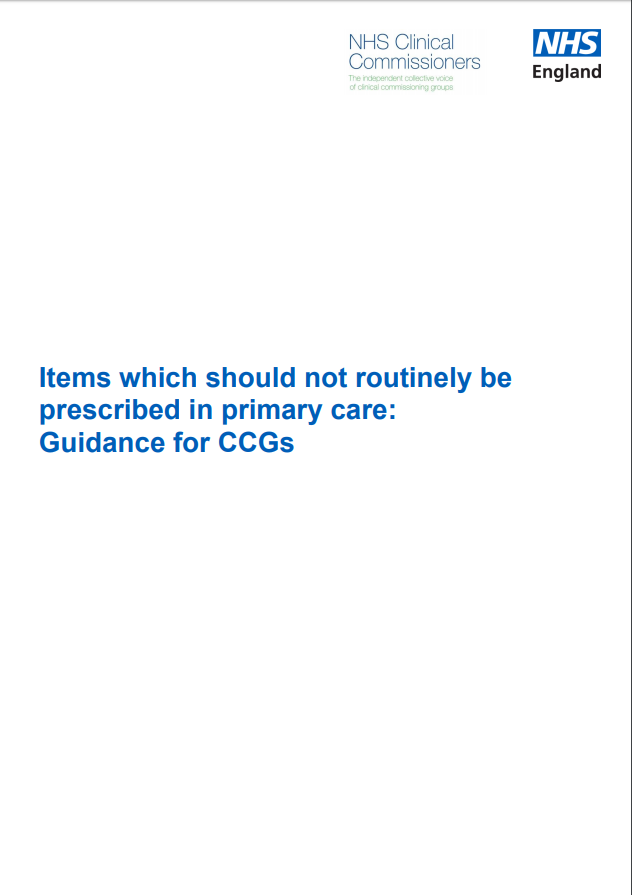 NHS Clinical
Commissioners
The independent collective voice
of clinical commissioning groups
NHS
England
Items which should not routinely be
prescribed in primary care:
Guidance for CCGs